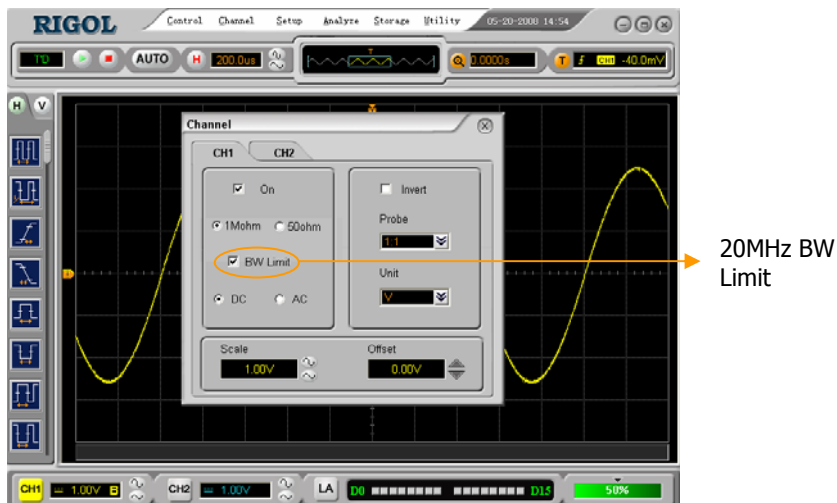 RIGOL Control Channel Setup Analyze Storage Utility 05-20-2008 14:54
T'D AUTO H 200.0us T 0.0000s T CH1 -40.0mV
H V
Channel
CH1 CH2
On Invert
1Mohm 50ohm Probe
1:1
BW Limit Unit
DC AC V
Scale Offset
1.00V 0.00V
20MHz BW
Limit
CH1 1.00V B CH2 1.00V LA D0 D15 50%